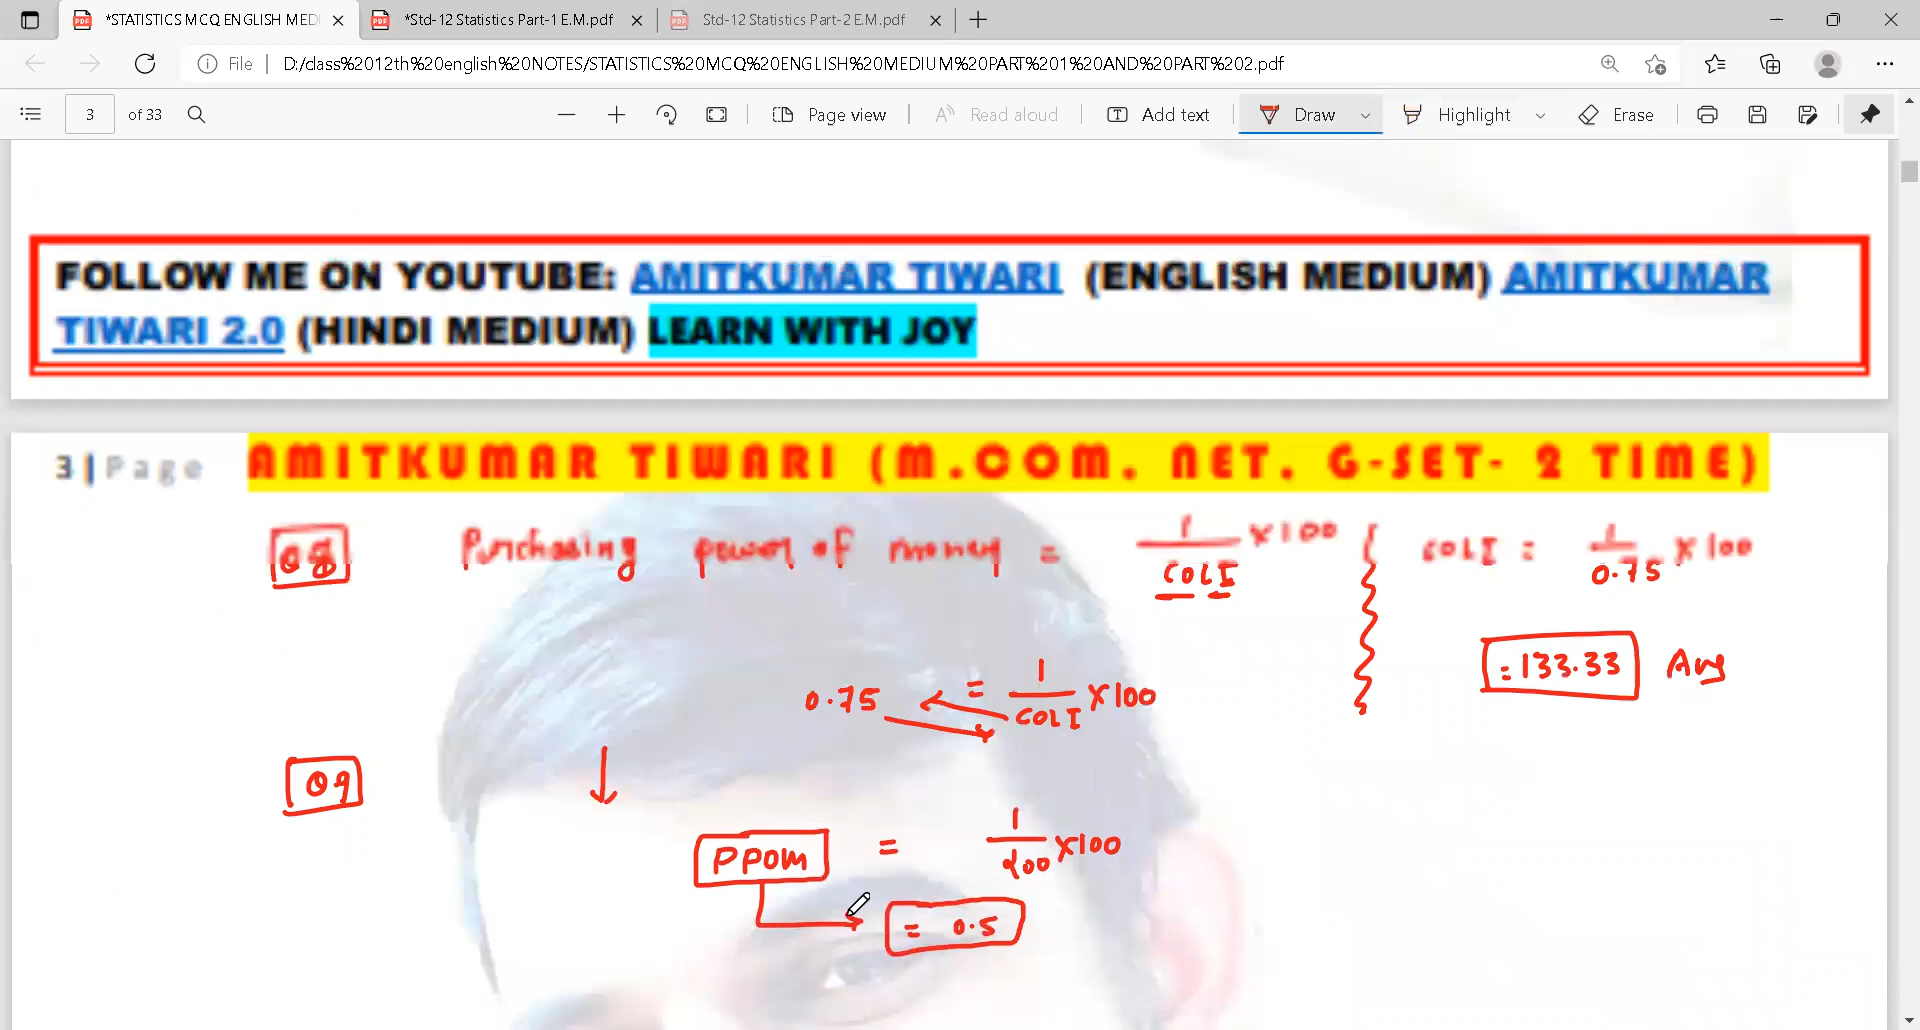 *STATISTICS MCQ ENGLISH MEDI
*Std-12 Statistics Part-1 E.M.pdf
Std-12 Statistics Part-2 E.M.pdf
File | D:/class%2012th%20english%20NOTES/STATISTICS%20MCQ%20ENGLISH%20MEDIUM%20PART%201%20AND%20PART%202.pdf
3 of 33
Page view
Read aloud
Add text
Draw
Highlight
Erase
FOLLOW ME ON YOUTUBE: AMITKUMAR TIWARI (ENGLISH MEDIUM) AMITKUMAR
TIWARI 2.0 (HINDI MEDIUM) LEARN WITH JOY
3 | Page AMITKUMAR TIWARI (M.COM. NET. G-SET- 2 TIME)
Q8 Purchasing power of money = 1/COLI × 100
COLI = 1/0.75 × 100
= 133.33 Ans
0.75 = 1/COLI × 100
Q9
PPOM = 1/200 × 100
= 0.5